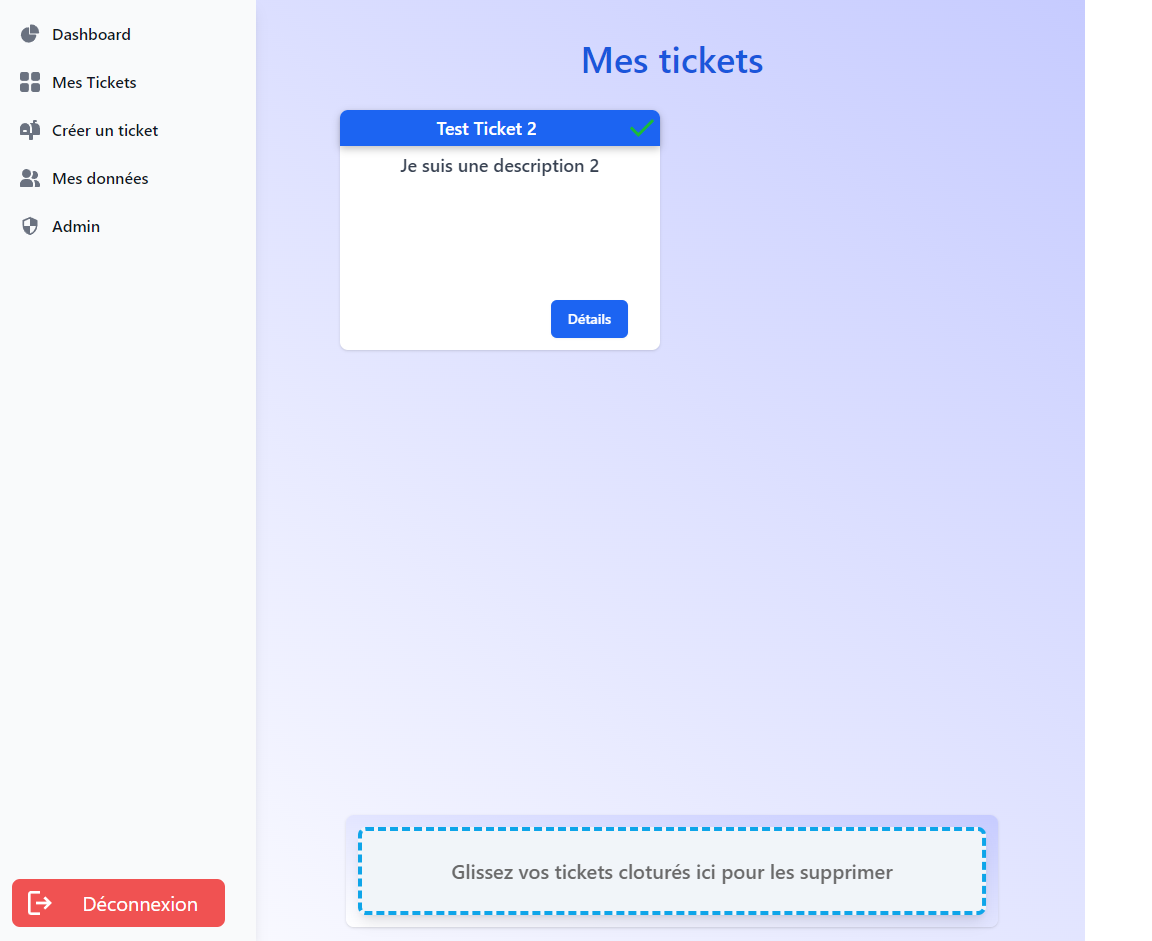 Dashboard
Mes Tickets
Créer un ticket
Mes données
Admin
Déconnexion
Mes tickets
Test Ticket 2
Je suis une description 2
Détails
Glissez vos tickets cloturés ici pour les supprimer